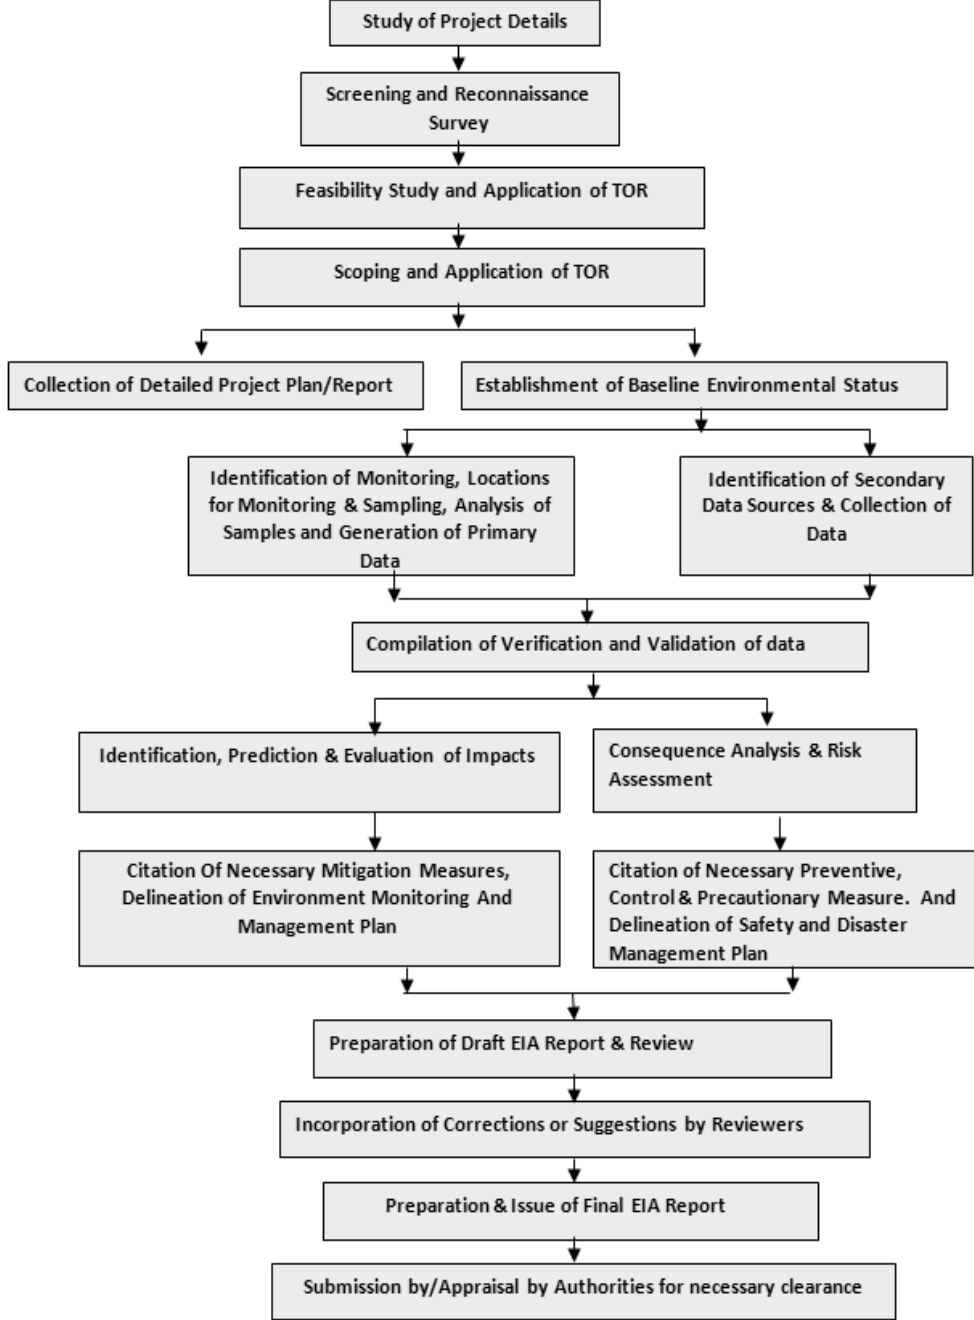 Study of Project Details
Screening and Reconnaissance
Survey
Feasibility Study and Application of TOR
Scoping and Application of TOR
Collection of Detailed Project Plan/Report
Establishment of Baseline Environmental Status
Identification of Monitoring, Locations
for Monitoring & Sampling, Analysis of
Samples and Generation of Primary
Data
Identification of Secondary
Data Sources & Collection of
Data
Compilation of Verification and Validation of data
Identification, Prediction & Evaluation of Impacts
Consequence Analysis & Risk
Assessment
Citation Of Necessary Mitigation Measures,
Delineation of Environment Monitoring And
Management Plan
Citation of Necessary Preventive,
Control & Precautionary Measure. And
Delineation of Safety and Disaster
Management Plan
Preparation of Draft EIA Report & Review
Incorporation of Corrections or Suggestions by Reviewers
Preparation & Issue of Final EIA Report
Submission by/Appraisal by Authorities for necessary clearance